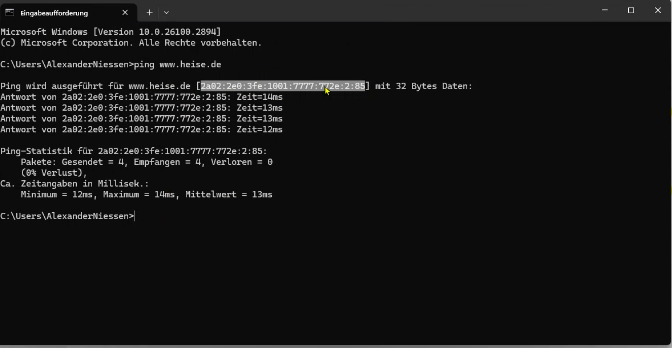 Eingabeaufforderung
Microsoft Windows [Version 10.0.26100.2894]
(c) Microsoft Corporation. Alle Rechte vorbehalten.
C:\Users\AlexanderNiessen>ping www.heise.de
Ping wird ausgeführt für www.heise.de [2a02:2e0:3fe:1001:7777:772e:2:85] mit 32 Bytes Daten:
Antwort von 2a02:2e0:3fe:1001:7777:772e:2:85: Zeit=14ms
Antwort von 2a02:2e0:3fe:1001:7777:772e:2:85: Zeit=13ms
Antwort von 2a02:2e0:3fe:1001:7777:772e:2:85: Zeit=13ms
Antwort von 2a02:2e0:3fe:1001:7777:772e:2:85: Zeit=12ms
Ping-Statistik für 2a02:2e0:3fe:1001:7777:772e:2:85:
Pakete: Gesendet = 4, Empfangen = 4, Verloren = 0
(0% Verlust),
Ca. Zeitangaben in Millisek.:
Minimum = 12ms, Maximum = 14ms, Mittelwert = 13ms
C:\Users\AlexanderNiessen>